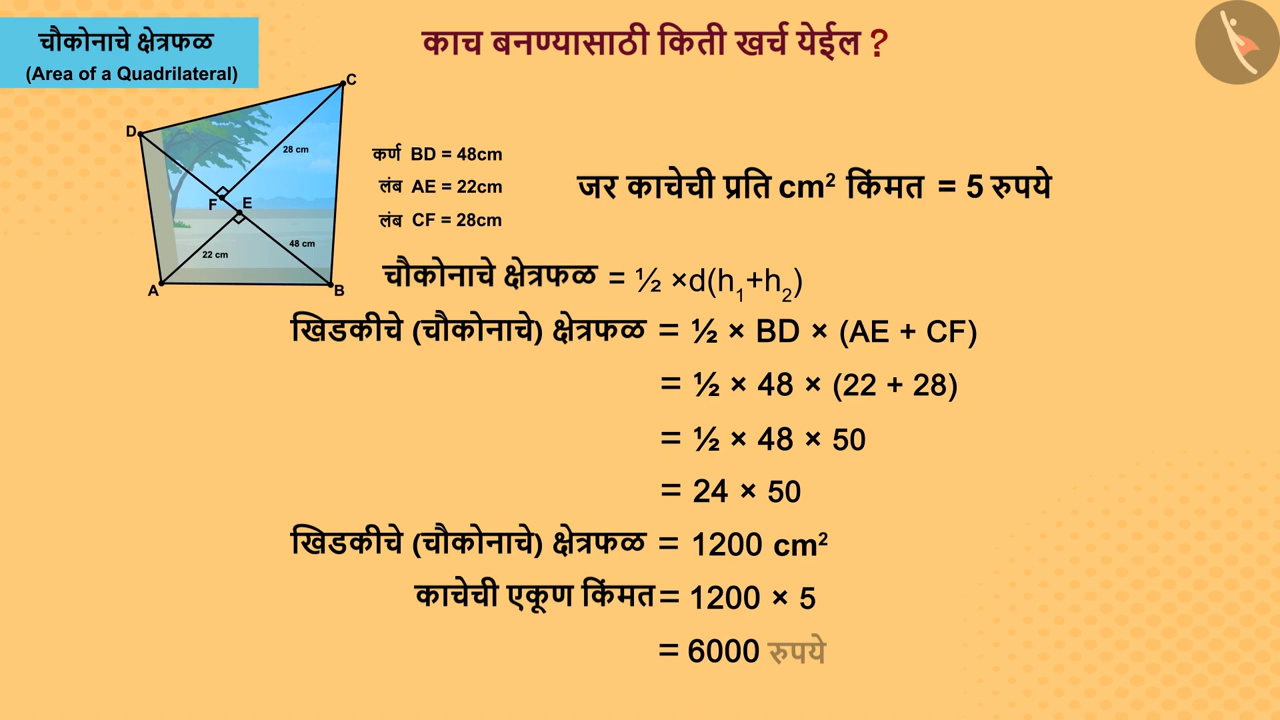 चौकोनाचे क्षेत्रफळ
(Area of a Quadrilateral)
काच बनण्यासाठी किती खर्च येईल ?
C
D
28 cm
F E
48 cm
22 cm
A B
कर्ण BD = 48cm
लंब AE = 22cm
लंब CF = 28cm
जर काचेची प्रति cm² किंमत = 5 रुपये
चौकोनाचे क्षेत्रफळ = ½ ×d(h₁+h₂)
खिडकीचे (चौकोनाचे) क्षेत्रफळ = ½ × BD × (AE + CF)
= ½ × 48 × (22 + 28)
= ½ × 48 × 50
= 24 × 50
खिडकीचे (चौकोनाचे) क्षेत्रफळ = 1200 cm²
काचेची एकूण किंमत = 1200 × 5
= 6000 रुपये